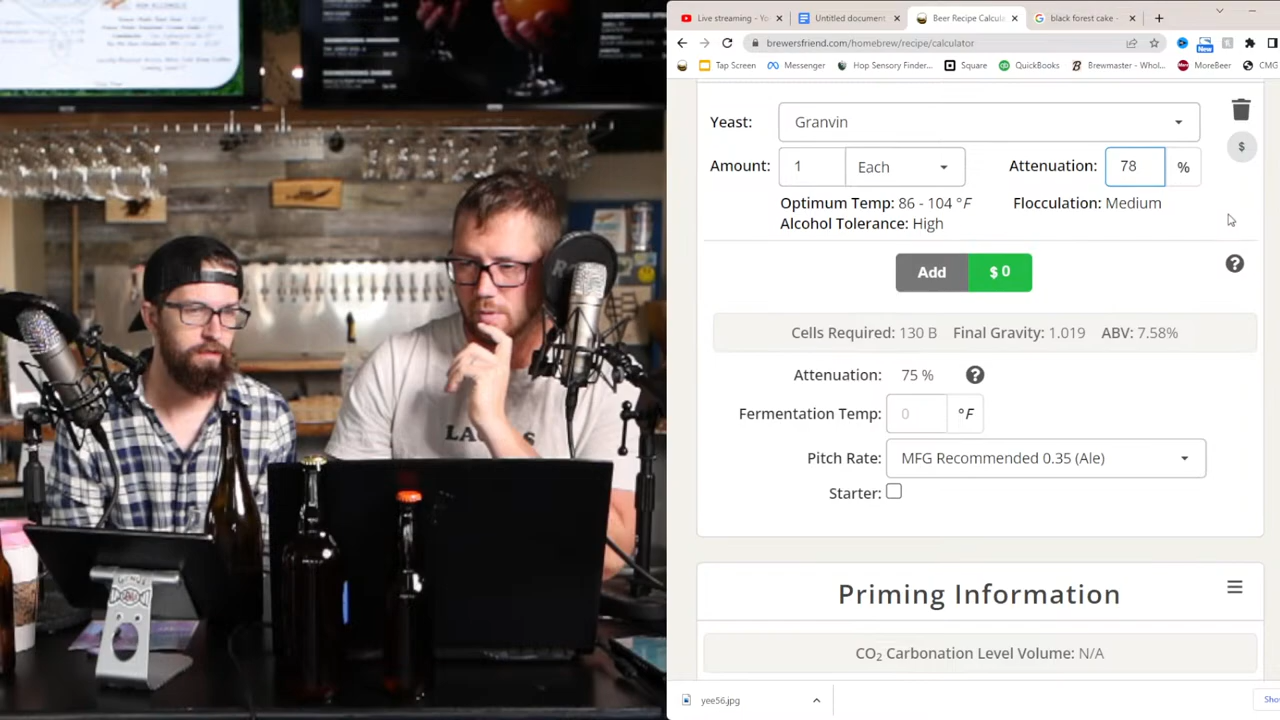 Live streaming - Yo
Untitled documen
Beer Recipe Calcula
black forest cake -
brewersfriend.com/homebrew/recipe/calculator
New
Tap Screen
Messenger
Hop Sensory Finder...
Square
QuickBooks
Brewmaster - Whol...
MoreBeer
CMG
Yeast:
Granvin
Amount:
1
Each
Attenuation:
78
%
$
Optimum Temp: 86 - 104 °F
Flocculation: Medium
Alcohol Tolerance: High
Add
$ 0
?
Cells Required: 130 B Final Gravity: 1.019 ABV: 7.58%
Attenuation: 75 % ?
Fermentation Temp: 0 °F
Pitch Rate: MFG Recommended 0.35 (Ale)
Starter:
Priming Information
CO₂ Carbonation Level Volume: N/A
yee56.jpg
Sho